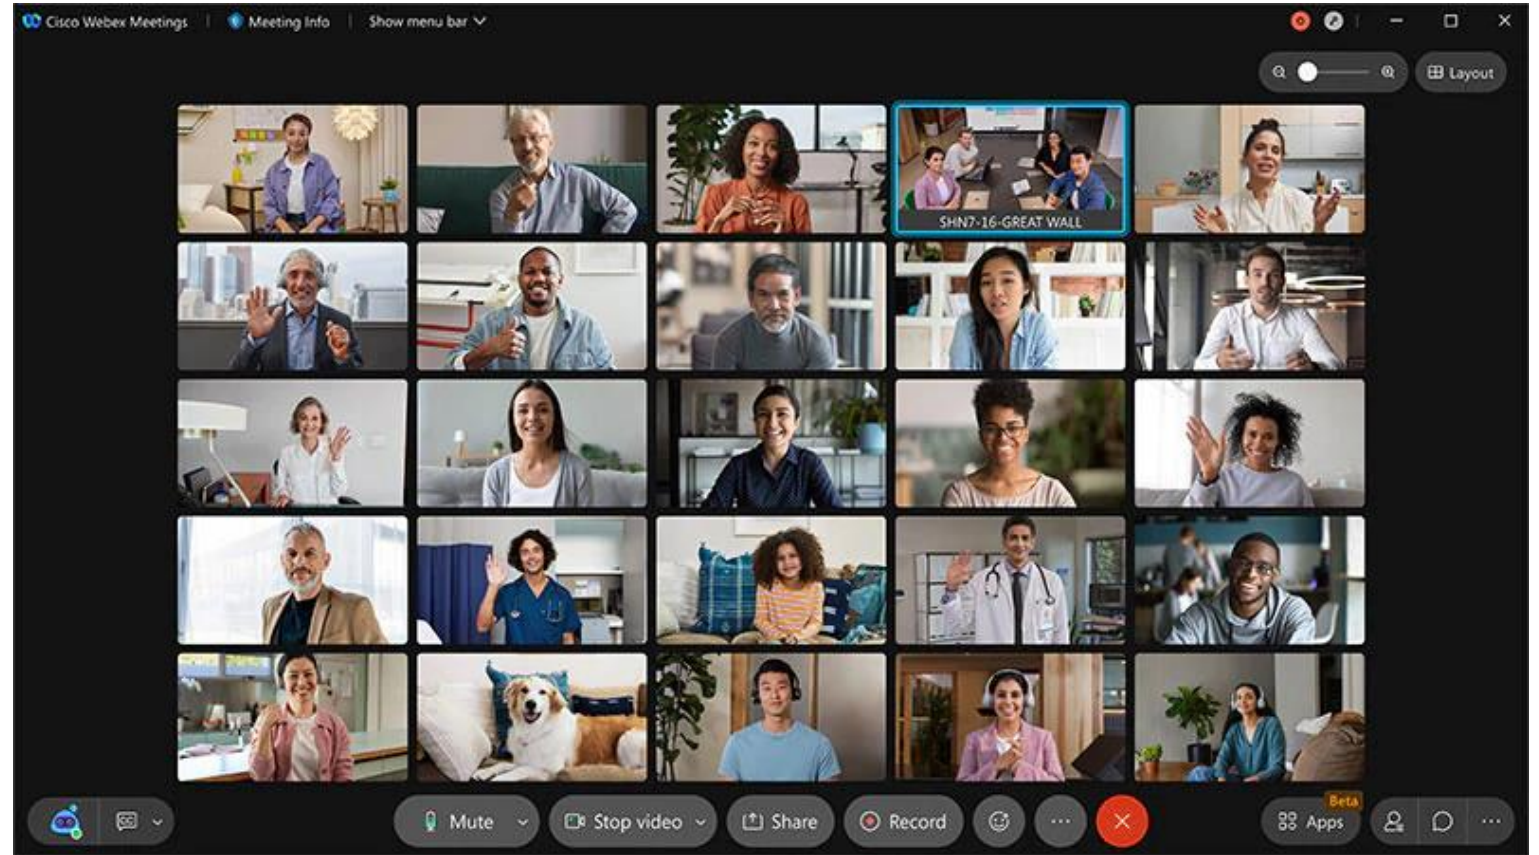 Cisco Webex Meetings
Meeting Info
Show menu bar
Layout
SHN7-16-GREAT WALL
Mute
Stop video
Share
Record
Beta
Apps